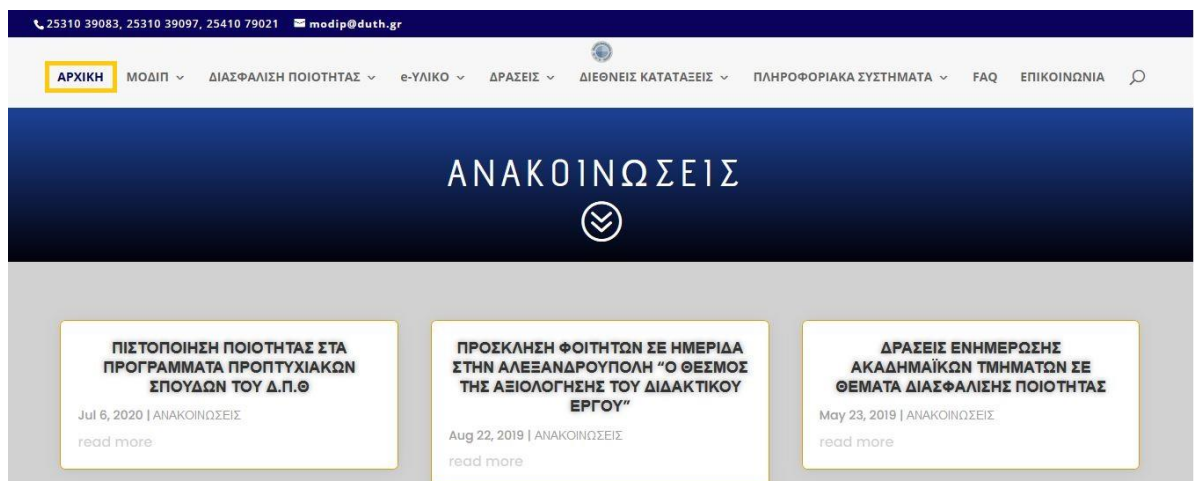 25310 39083, 25310 39097, 25410 79021 modip@duth.gr
ΑΡΧΙΚΗ ΜΟΔΙΠ ΔΙΑΣΦΑΛΙΣΗ ΠΟΙΟΤΗΤΑΣ e-ΥΛΙΚΟ ΔΡΑΣΕΙΣ ΔΙΕΘΝΕΙΣ ΚΑΤΑΤΑΞΕΙΣ ΠΛΗΡΟΦΟΡΙΑΚΑ ΣΥΣΤΗΜΑΤΑ FAQ ΕΠΙΚΟΙΝΩΝΙΑ
ΑΝΑΚΟΙΝΩΣΕΙΣ
ΠΙΣΤΟΠΟΙΗΣΗ ΠΟΙΟΤΗΤΑΣ ΣΤΑ
ΠΡΟΓΡΑΜΜΑΤΑ ΠΡΟΠΤΥΧΙΑΚΩΝ
ΣΠΟΥΔΩΝ ΤΟΥ Δ.Π.Θ
Jul 6, 2020 | ΑΝΑΚΟΙΝΩΣΕΙΣ
read more
ΠΡΟΣΚΛΗΣΗ ΦΟΙΤΗΤΩΝ ΣΕ ΗΜΕΡΙΔΑ
ΣΤΗΝ ΑΛΕΞΑΝΔΡΟΥΠΟΛΗ “Ο ΘΕΣΜΟΣ
ΤΗΣ ΑΞΙΟΛΟΓΗΣΗΣ ΤΟΥ ΔΙΔΑΚΤΙΚΟΥ
ΕΡΓΟΥ”
Aug 22, 2019 | ΑΝΑΚΟΙΝΩΣΕΙΣ
read more
ΔΡΑΣΕΙΣ ΕΝΗΜΕΡΩΣΗΣ
ΑΚΑΔΗΜΑΪΚΩΝ ΤΜΗΜΑΤΩΝ ΣΕ
ΘΕΜΑΤΑ ΔΙΑΣΦΑΛΙΣΗΣ ΠΟΙΟΤΗΤΑΣ
May 23, 2019 | ΑΝΑΚΟΙΝΩΣΕΙΣ
read more